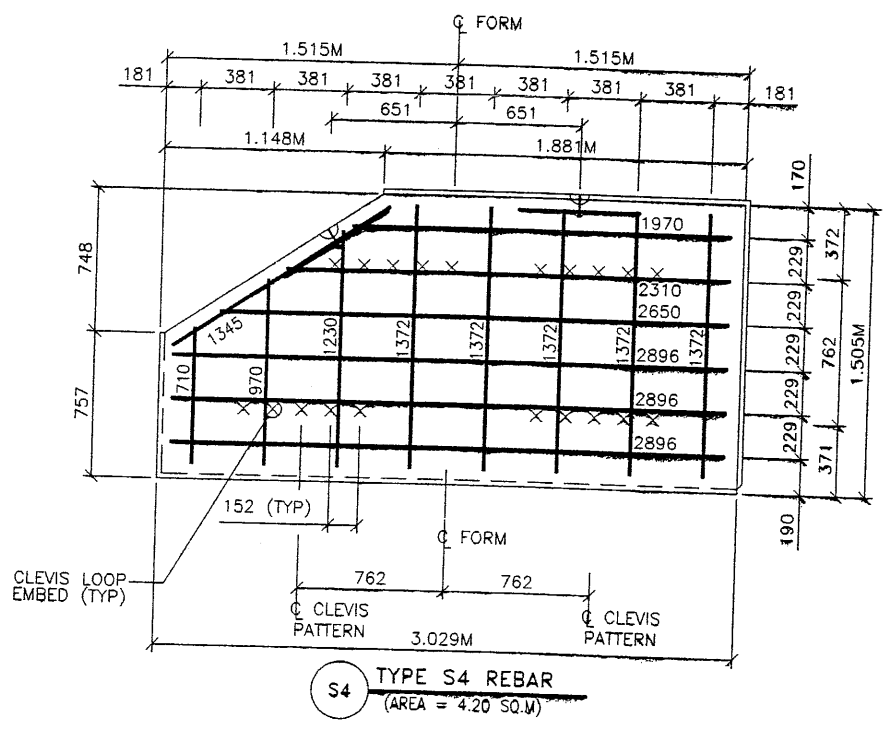 ℄ FORM
1.515M 1.515M
181 381 381 381 381 381 381 381 181
651 651
1.148M 1.881M
170
748
1970
372
229
2310
229
2650
1345
1230 1372 1372 1372 1372 1372
229
762
1.505M
2896
710 970
229
757
2896
229
2896
371
152 (TYP)
190
℄ FORM
CLEVIS LOOP
EMBED (TYP)
762 762
℄ CLEVIS
PATTERN
℄ CLEVIS
PATTERN
3.029M
S4
TYPE S4 REBAR
(AREA = 4.20 SQ.M)